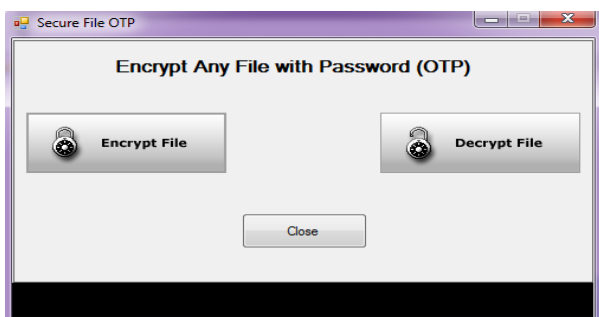 Secure File OTP
Encrypt Any File with Password (OTP)
Encrypt File
Decrypt File
Close